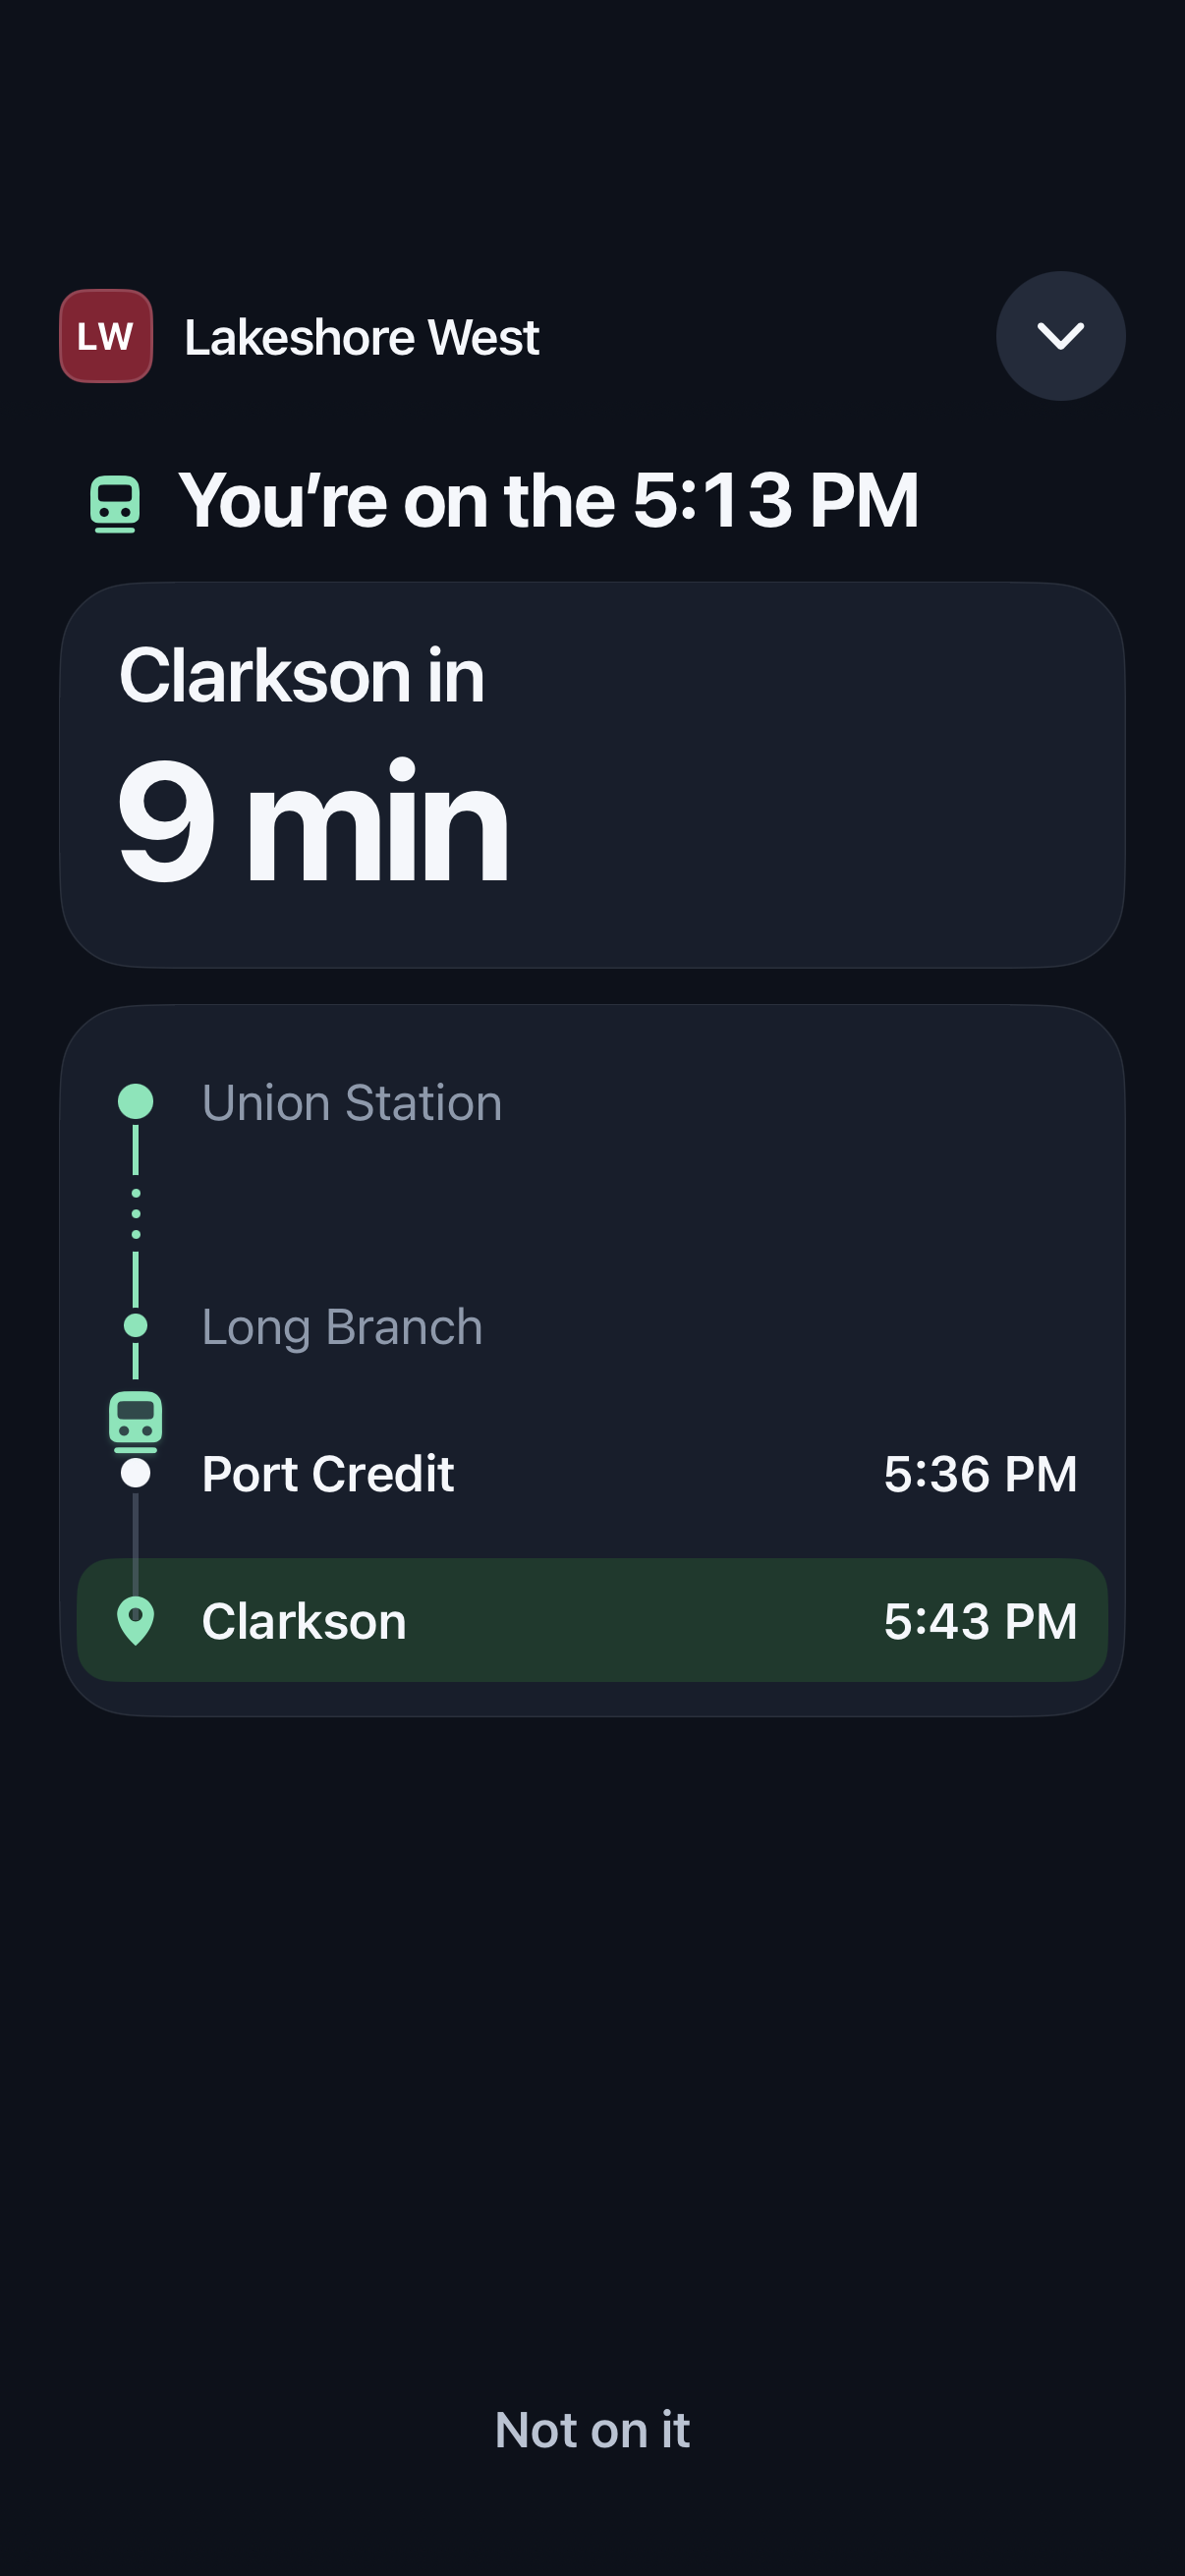 LW Lakeshore West
You're on the 5:13 PM
Clarkson in
9 min
Union Station
Long Branch
Port Credit 5:36 PM
Clarkson 5:43 PM
Not on it